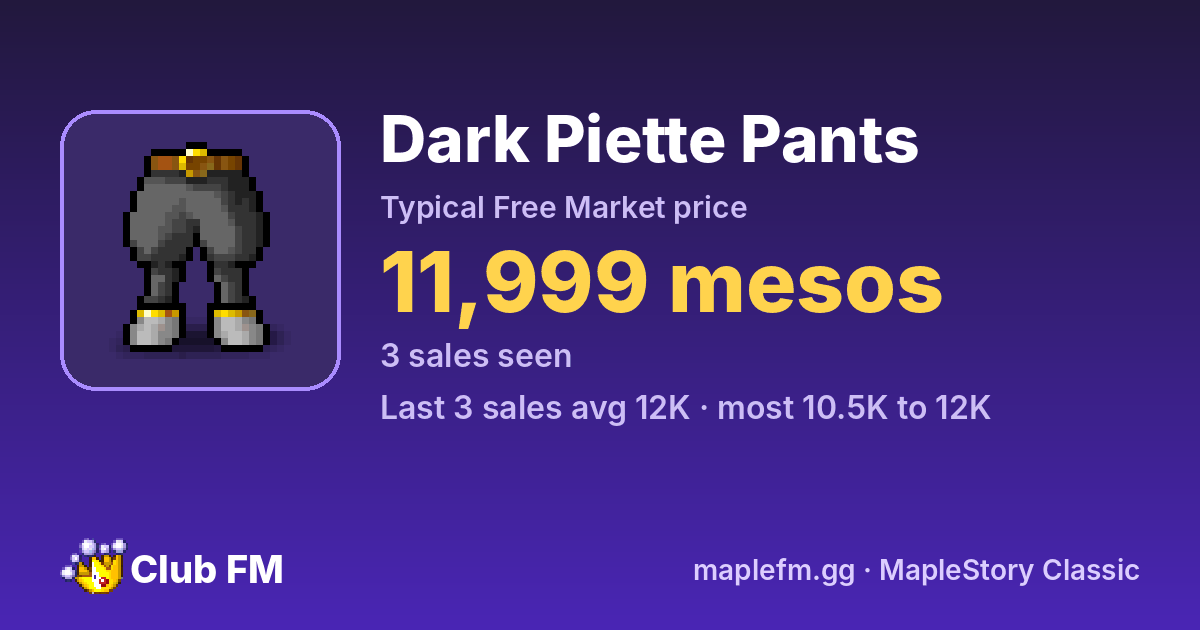 Dark Piette Pants
Typical Free Market price
11,999 mesos
3 sales seen
Last 3 sales avg 12K · most 10.5K to 12K
Club FM
maplefm.gg · MapleStory Classic